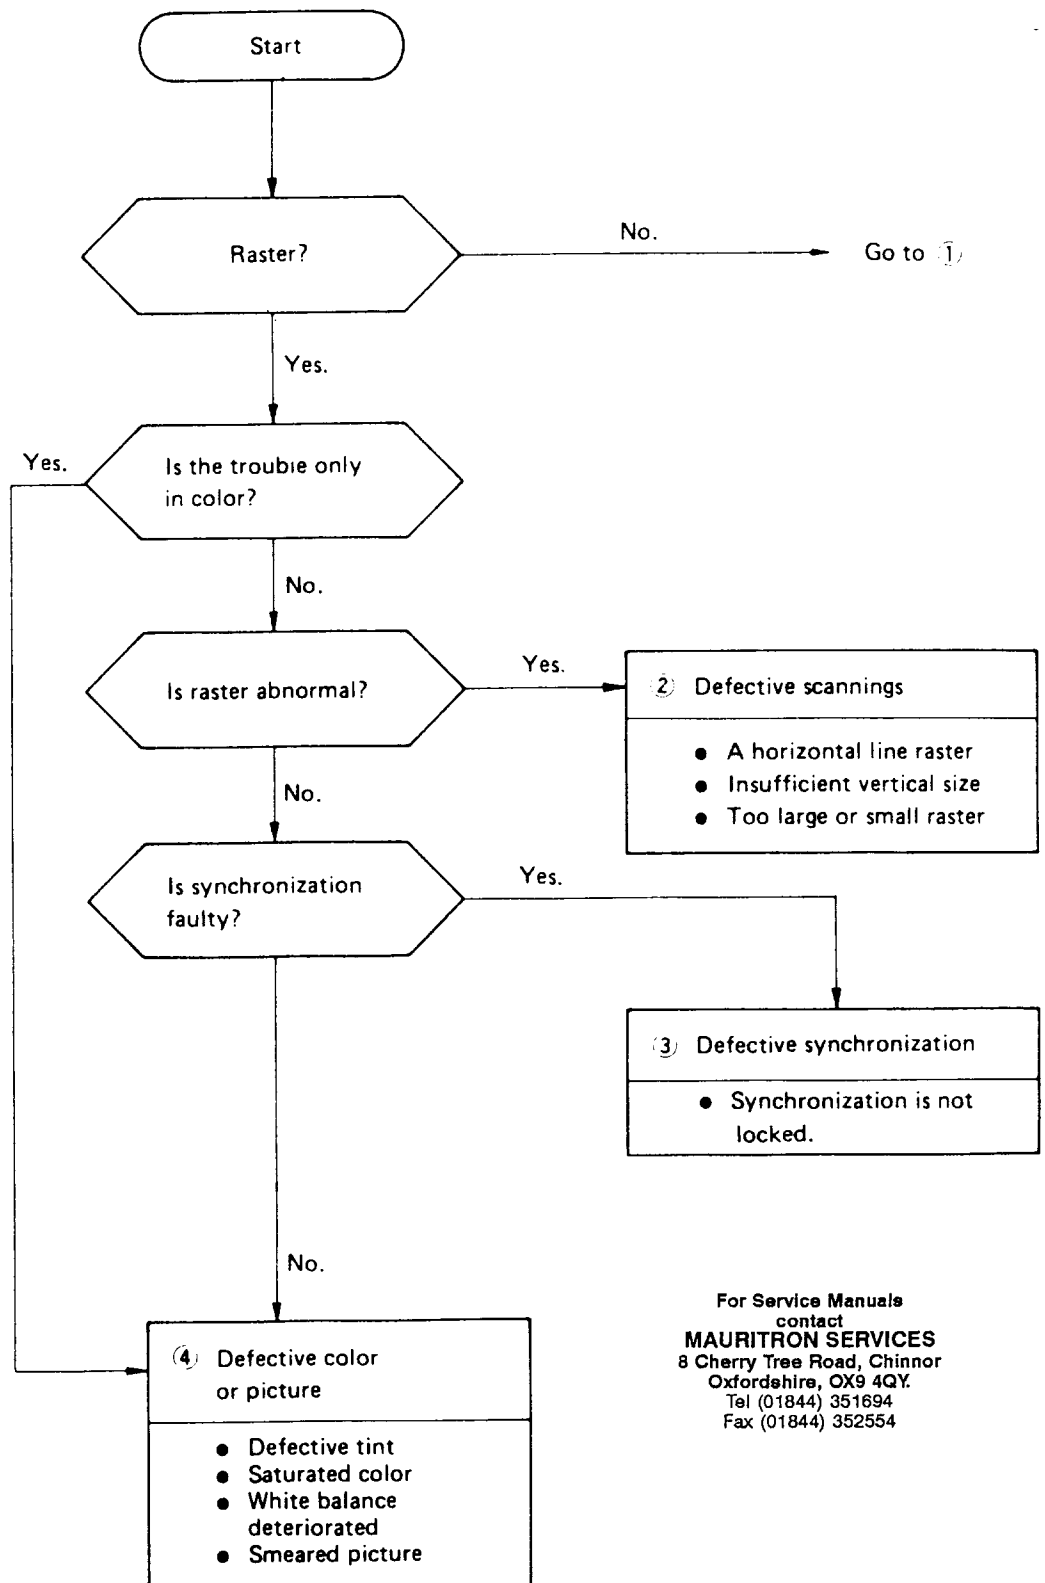 Start
Raster?
No.
Go to ①
Yes.
Is the trouble only
in color?
Yes.
No.
Is raster abnormal?
Yes.
② Defective scannings
● A horizontal line raster
● Insufficient vertical size
● Too large or small raster
No.
Is synchronization
faulty?
Yes.
③ Defective synchronization
● Synchronization is not
locked.
No.
④ Defective color
or picture
● Defective tint
● Saturated color
● White balance
deteriorated
● Smeared picture
For Service Manuals
contact
MAURITRON SERVICES
8 Cherry Tree Road, Chinnor
Oxfordshire, OX9 4QY.
Tel (01844) 351694
Fax (01844) 352554